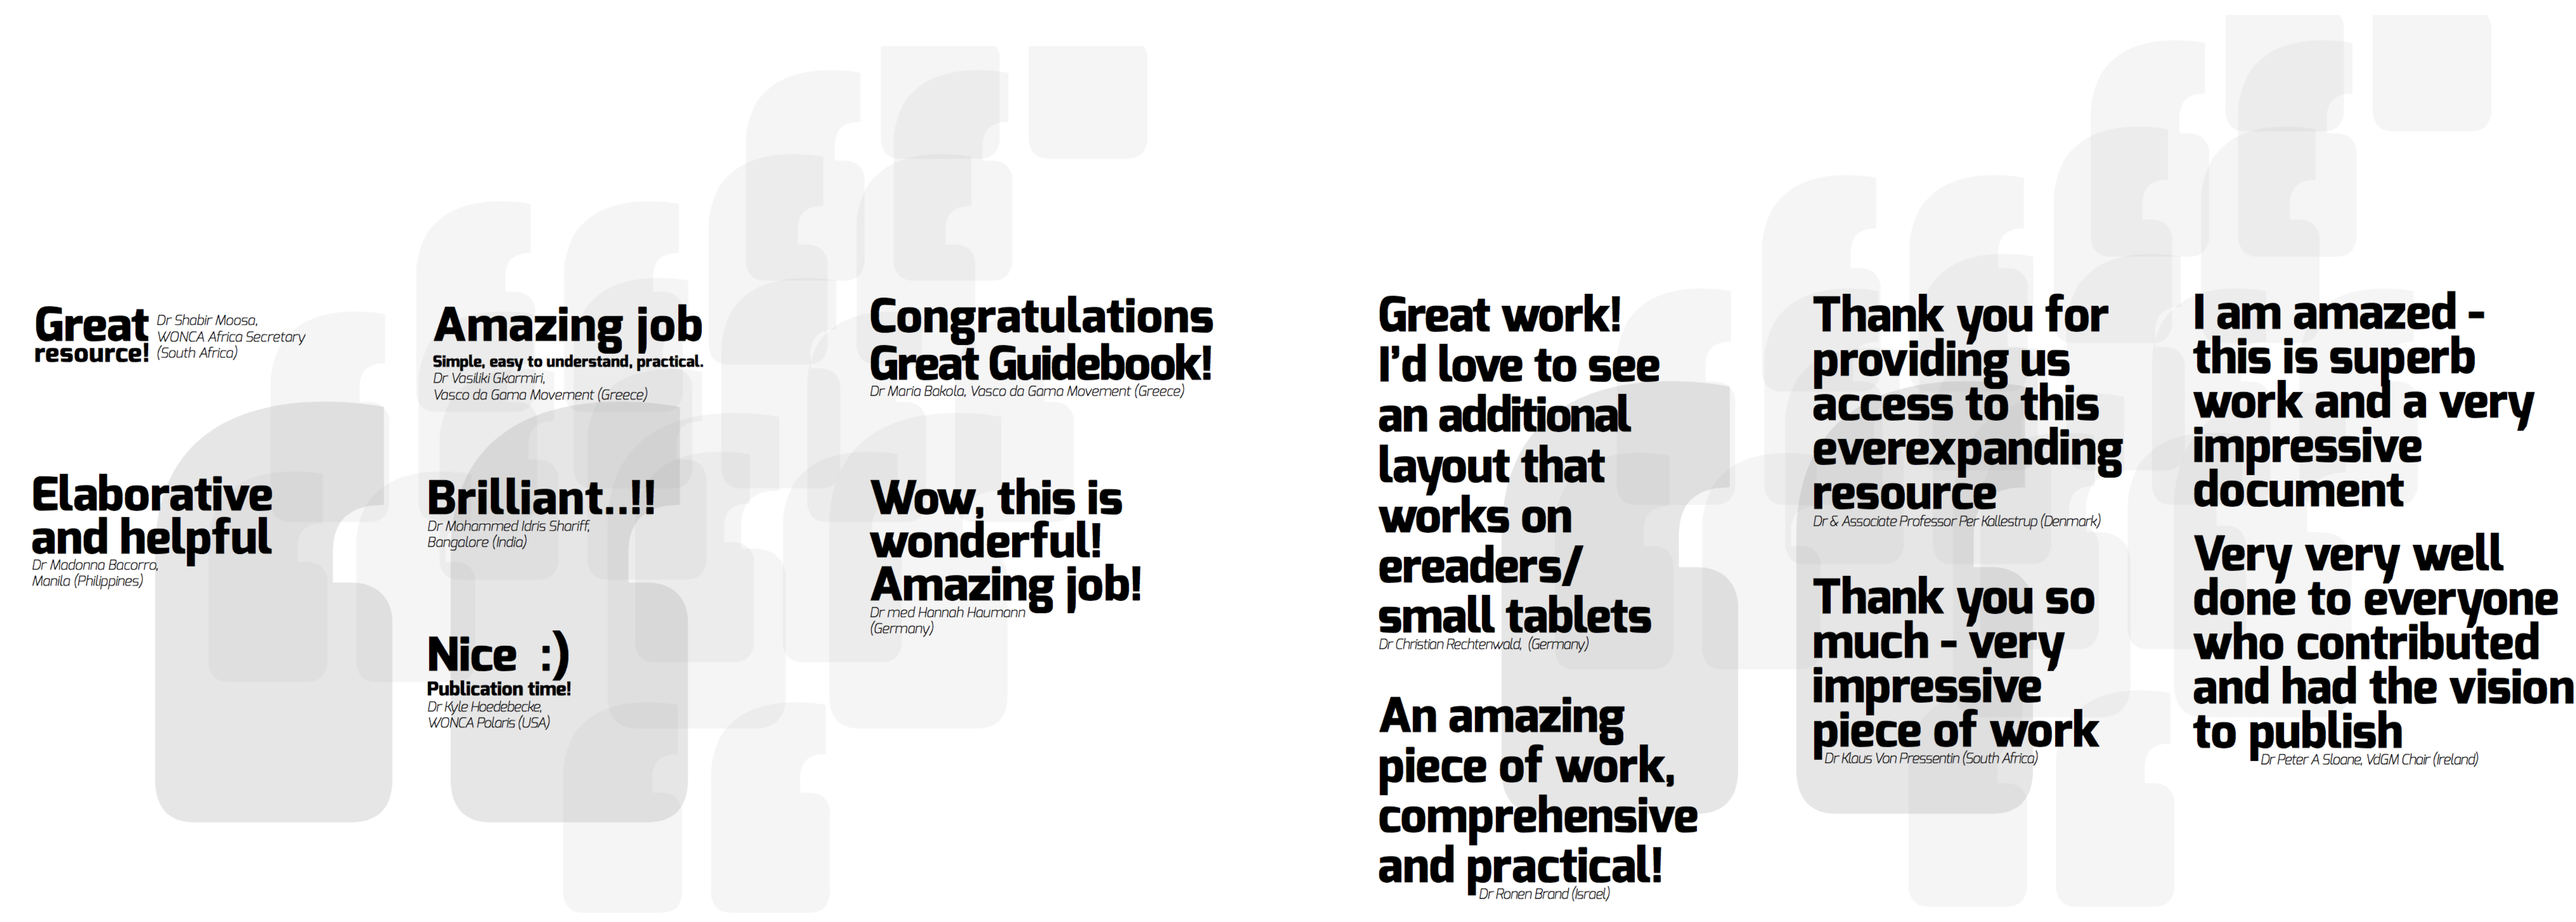 Great
resource!
Dr Shabir Moosa,
WONCA Africa Secretary
(South Africa)
Elaborative
and helpful
Dr Madonna Bacorro,
Manila (Philippines)
Amazing job
Simple, easy to understand, practical.
Dr Vasiliki Gkarmiri,
Vasco da Gama Movement (Greece)
Brilliant..!!
Dr Mohammed Idris Shariff,
Bangalore (India)
Nice :)
Publication time!
Dr Kyle Hoedebecke,
WONCA Polaris (USA)
Congratulations
Great Guidebook!
Dr Maria Bakola, Vasco da Gama Movement (Greece)
Wow, this is
wonderful!
Amazing job!
Dr med Hannah Haumann
(Germany)
Great work!
I'd love to see
an additional
layout that
works on
ereaders/
small tablets
Dr Christian Rechtenwald, (Germany)
An amazing
piece of work,
comprehensive
and practical!
Dr Ronen Brand (Israel)
Thank you for
providing us
access to this
everexpanding
resource
Dr & Associate Professor Per Kallestrup (Denmark)
Thank you so
much - very
impressive
piece of work
Dr Klaus Von Pressentin (South Africa)
I am amazed -
this is superb
work and a very
impressive
document
Very very well
done to everyone
who contributed
and had the vision
to publish
Dr Peter A Sloane, VdGM Chair (Ireland)